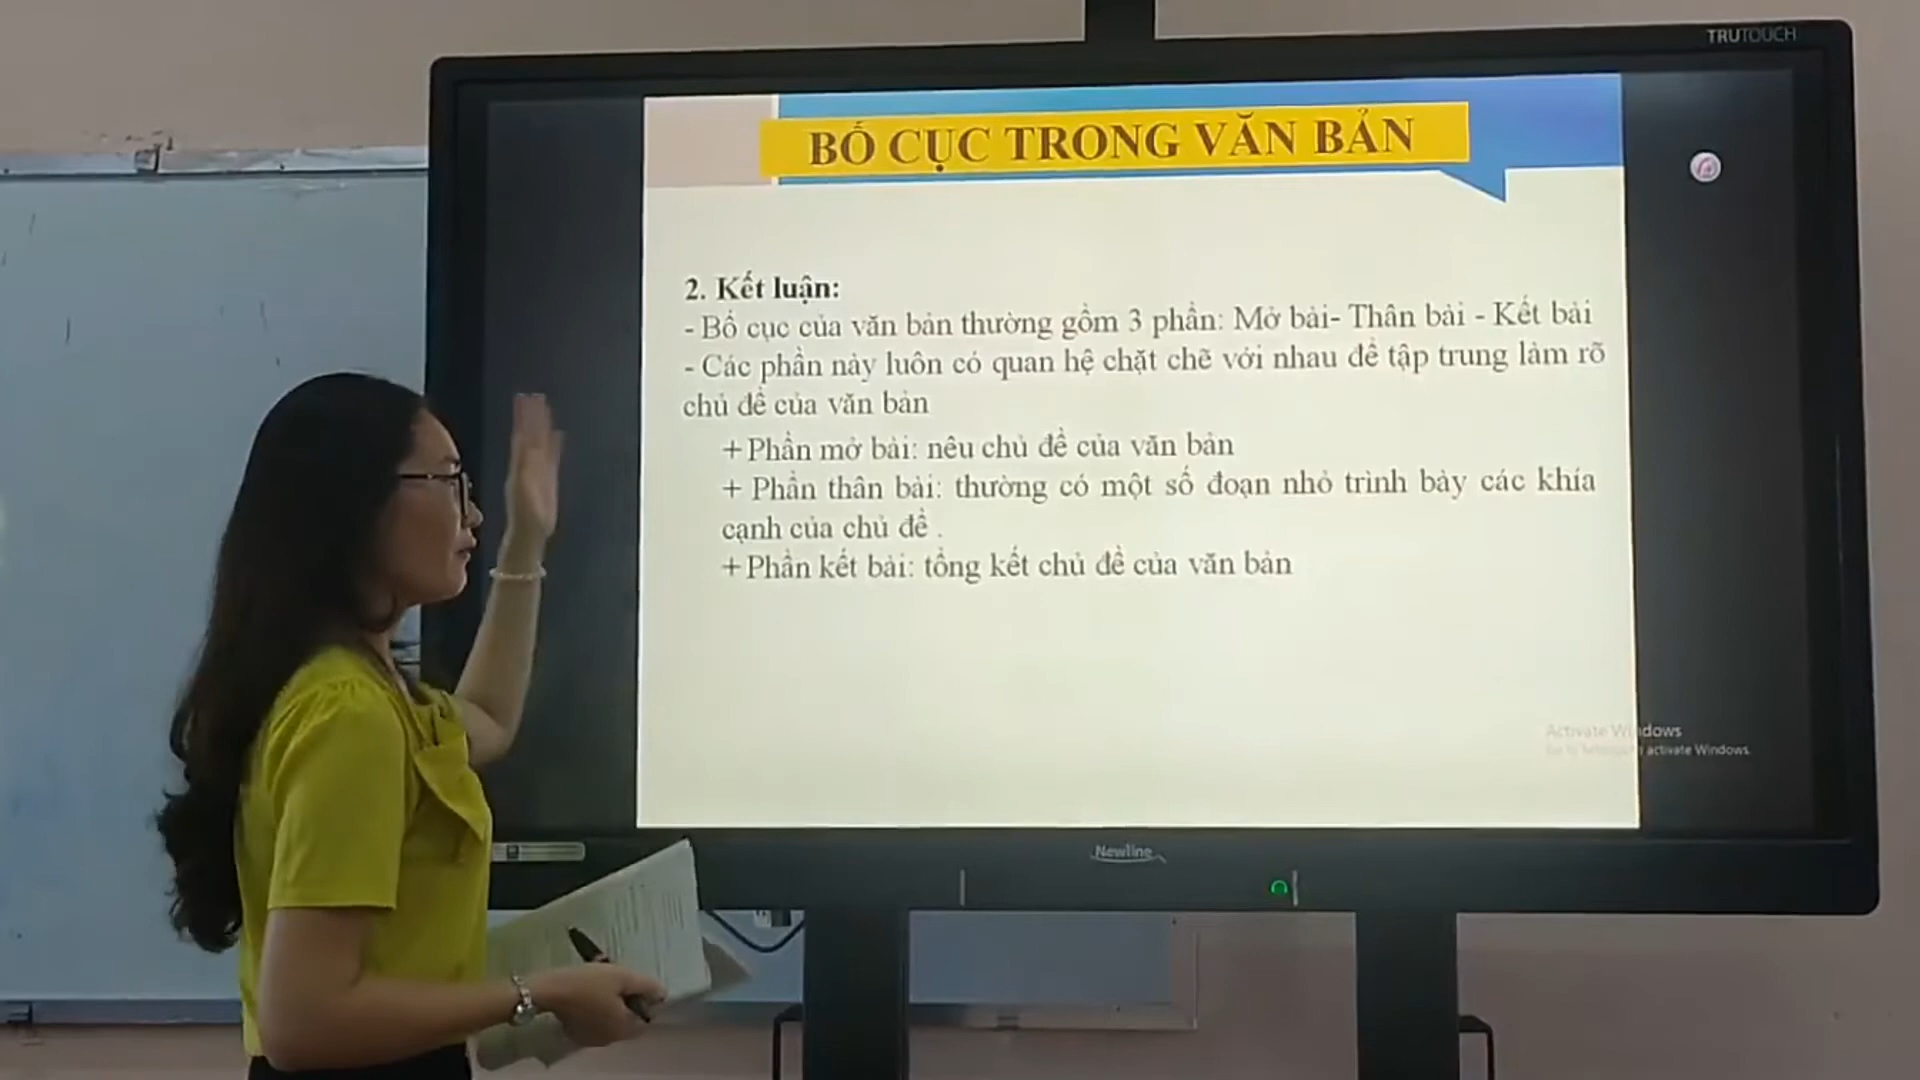 TRUTOUCH
BỐ CỤC TRONG VĂN BẢN
2. Kết luận:
- Bố cục của văn bản thường gồm 3 phần: Mở bài- Thân bài - Kết bài
- Các phần này luôn có quan hệ chặt chẽ với nhau để tập trung làm rõ
chủ đề của văn bản
+ Phần mở bài: nêu chủ đề của văn bản
+ Phần thân bài: thường có một số đoạn nhỏ trình bày các khía
cạnh của chủ đề .
+ Phần kết bài: tổng kết chủ đề của văn bản
Activate Windows
activate Windows.
Newline